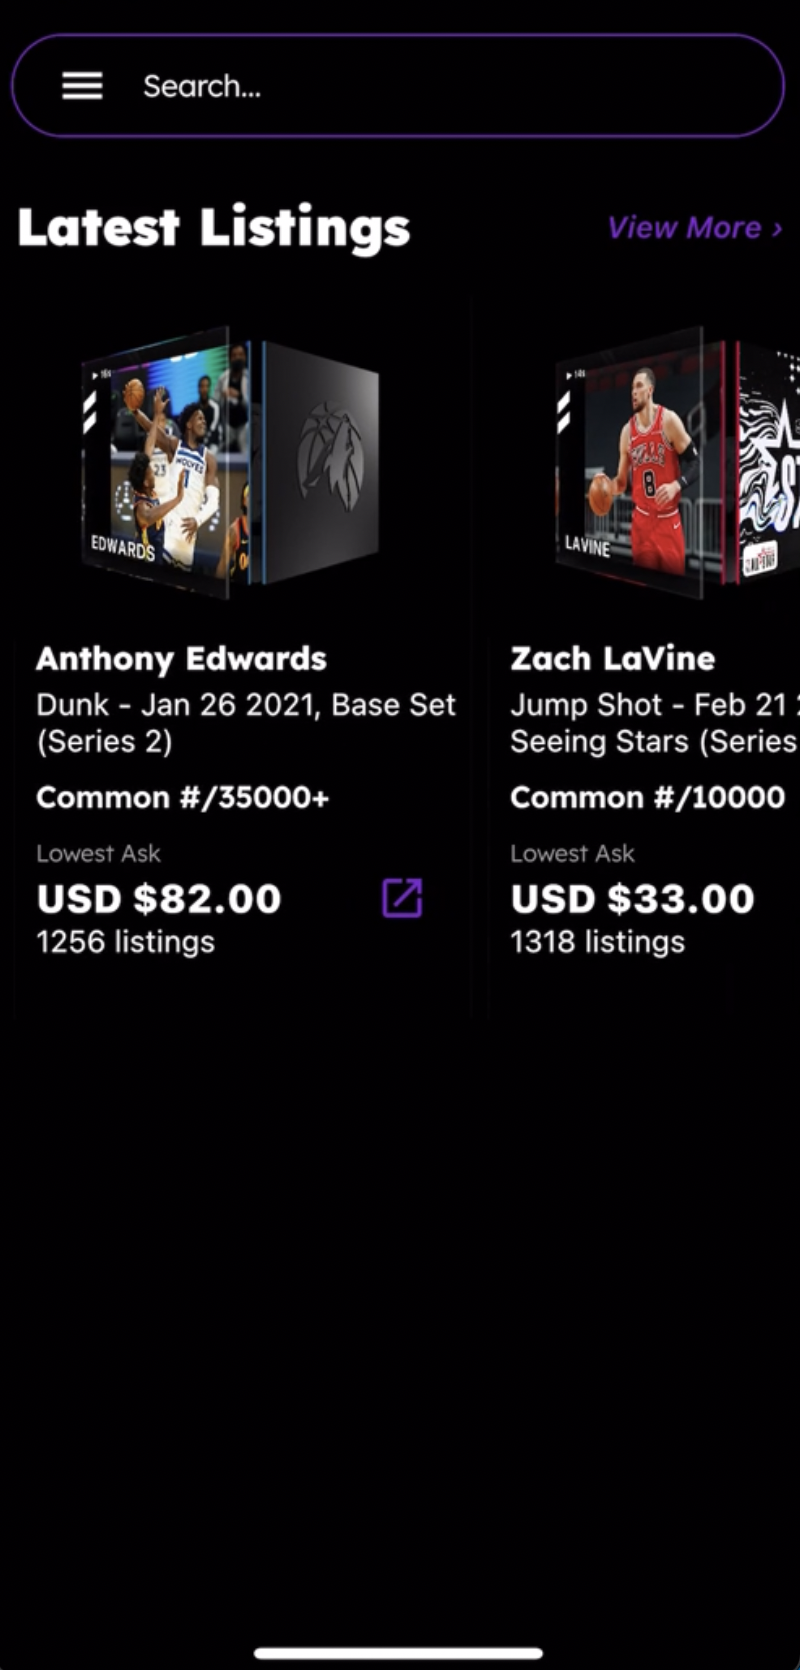 Search...
Latest Listings
View More ›
EDWARDS
LAVINE
Anthony Edwards
Dunk - Jan 26 2021, Base Set
(Series 2)
Common #/35000+
Lowest Ask
USD $82.00
1256 listings
Zach LaVine
Jump Shot - Feb 21
Seeing Stars (Series
Common #/10000
Lowest Ask
USD $33.00
1318 listings